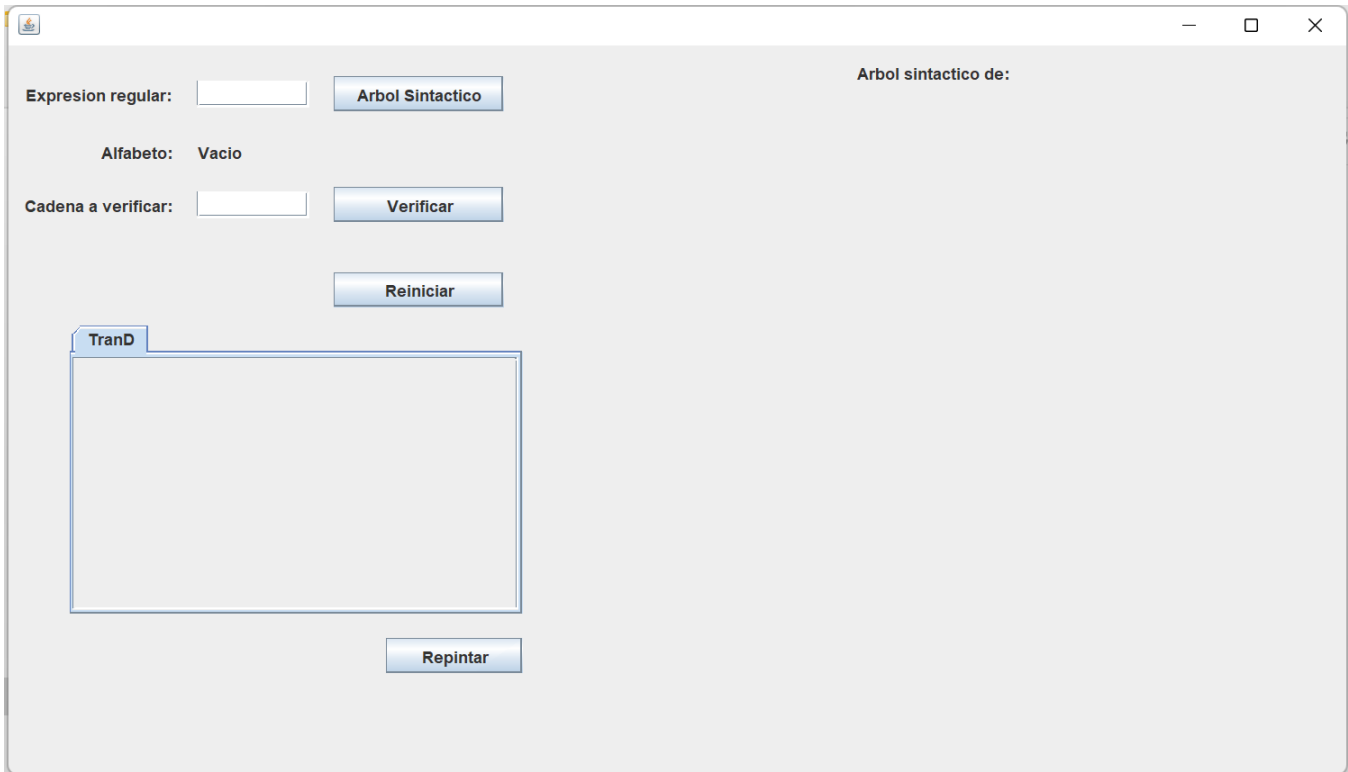 Arbol sintactico de:
Expresion regular: Arbol Sintactico
Alfabeto: Vacio
Cadena a verificar: Verificar
Reiniciar
TranD
Repintar